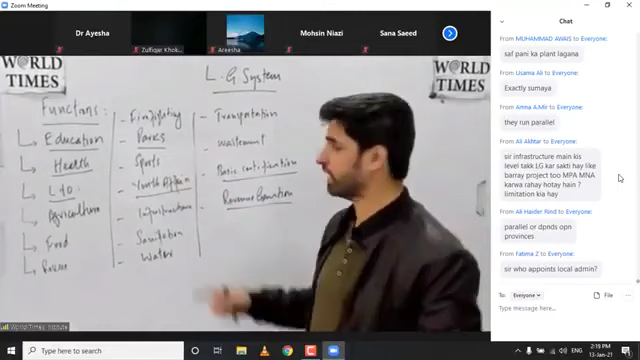 Zoom Meeting
Dr Ayesha
Zulfiqar Khok...
Areesha
Mohsin Niazi
Sana Saeed
WORLD
TIMES
WORLD
TIMES
L.G System
Functions:
Education
Health
L to.
Agriculture
Food
Firefighting
Parks
Sports
Youth Affairs
Infrastructure
Sanitation
Water
Transportation
Revenue Generation
World Times Institute
Chat
From MUHAMMAD AWAIS to Everyone:
saf pani ka plant lagana
From Usama Ali to Everyone:
Exactly sumaya
From Amna A.Mir to Everyone:
they run parallel
From Ali Akhtar to Everyone:
sir infrastructure main kis
level takk LG kar sakti hay like
barray project too MPA MNA
karwa rahay hotay hain ?
limitation kia hay
From Ali Haider Rind to Everyone:
parallel or dpnds opn
provinces
From Fatima Z to Everyone:
sir who appoints local admin?
To: Everyone
File
Type message here...
Type here to search
2:19 PM
13-Jan-21